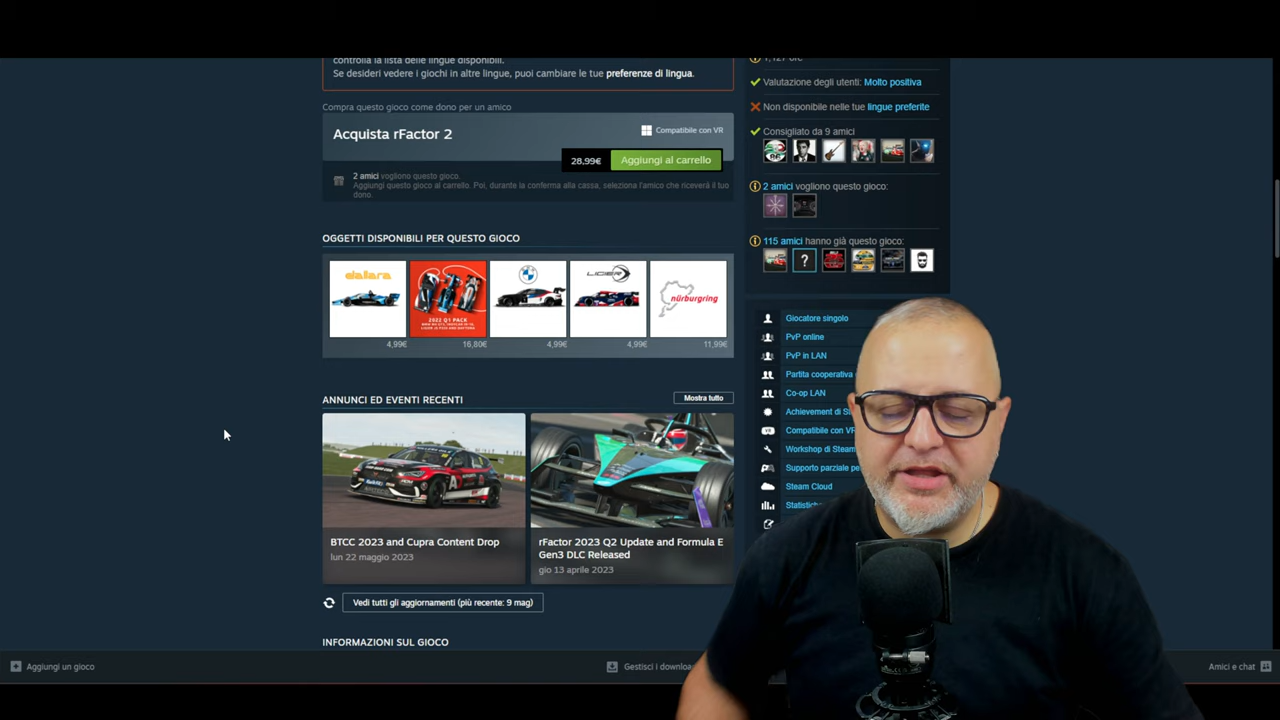 controlla la lista delle lingue disponibili.
Se desideri vedere i giochi in altre lingue, puoi cambiare le tue preferenze di lingua.
Compra questo gioco come dono per un amico
Acquista rFactor 2
Compatibile con VR
28,99€
Aggiungi al carrello
2 amici vogliono questo gioco.
Aggiungi questo gioco al carrello. Poi, durante la conferma alla cassa, seleziona l'amico che riceverà il tuo
dono.
OGGETTI DISPONIBILI PER QUESTO GIOCO
dallara
2022 Q1 PACK
LIGIER
nürburgring
4,99€
16,80€
4,99€
4,99€
11,99€
ANNUNCI ED EVENTI RECENTI
Mostra tutto
BTCC 2023 and Cupra Content Drop
lun 22 maggio 2023
rFactor 2023 Q2 Update and Formula E
Gen3 DLC Released
gio 13 aprile 2023
Vedi tutti gli aggiornamenti (più recente: 9 mag)
INFORMAZIONI SUL GIOCO
Valutazione degli utenti: Molto positiva
Non disponibile nelle tue lingue preferite
Consigliato da 9 amici
2 amici vogliono questo gioco:
115 amici hanno già questo gioco:
?
Giocatore singolo
PvP online
PvP in LAN
Partita cooperativa
Co-op LAN
Achievement di
Compatibile con VR
Workshop di Steam
Supporto parziale
Steam Cloud
Aggiungi un gioco
Gestisci i
Amici e chat